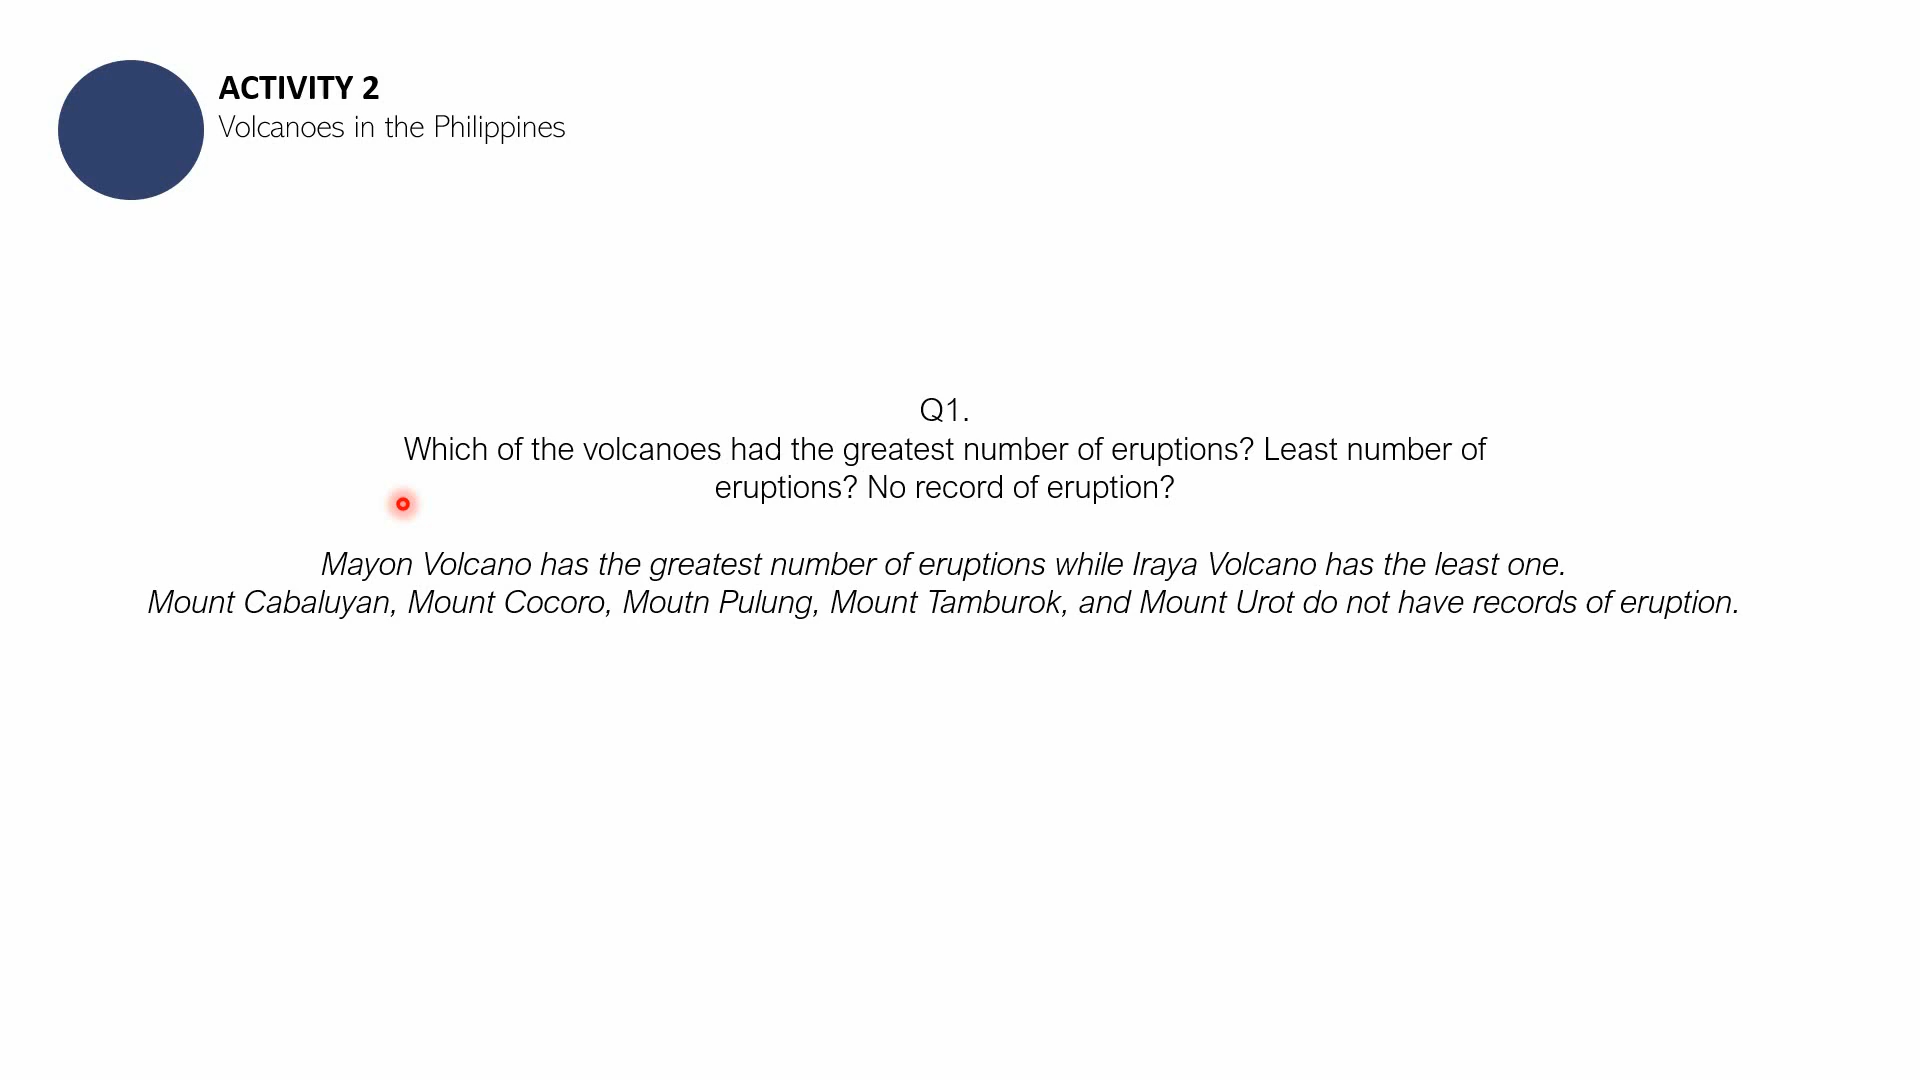 ACTIVITY 2
Volcanoes in the Philippines
Q1.
Which of the volcanoes had the greatest number of eruptions? Least number of
eruptions? No record of eruption?
Mayon Volcano has the greatest number of eruptions while Iraya Volcano has the least one.
Mount Cabaluyan, Mount Cocoro, Moutn Pulung, Mount Tamburok, and Mount Urot do not have records of eruption.